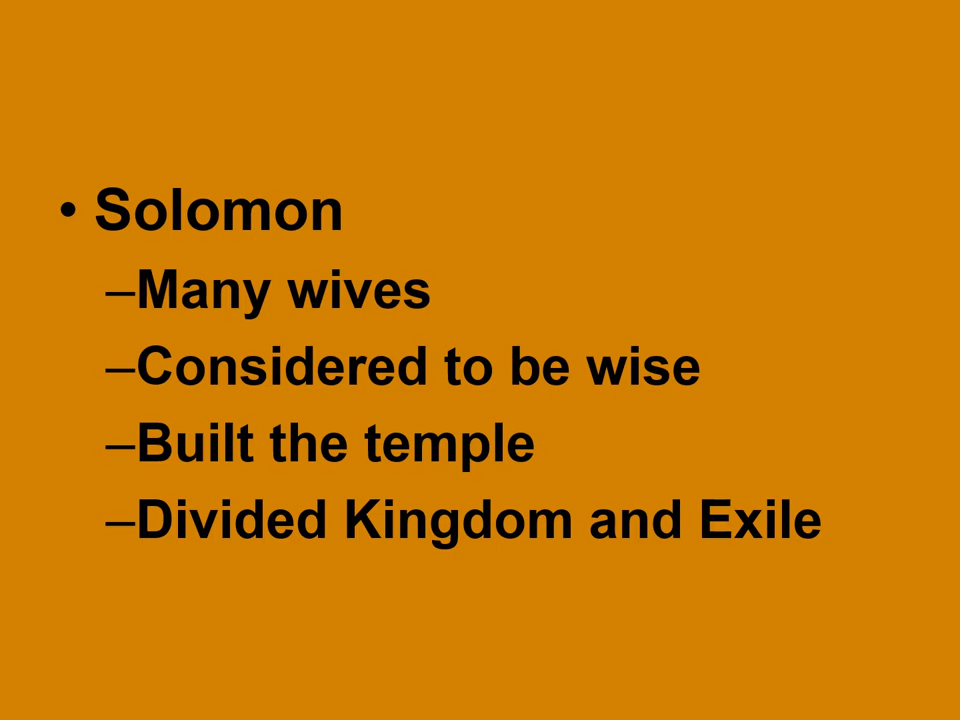 • Solomon
–Many wives
–Considered to be wise
–Built the temple
–Divided Kingdom and Exile